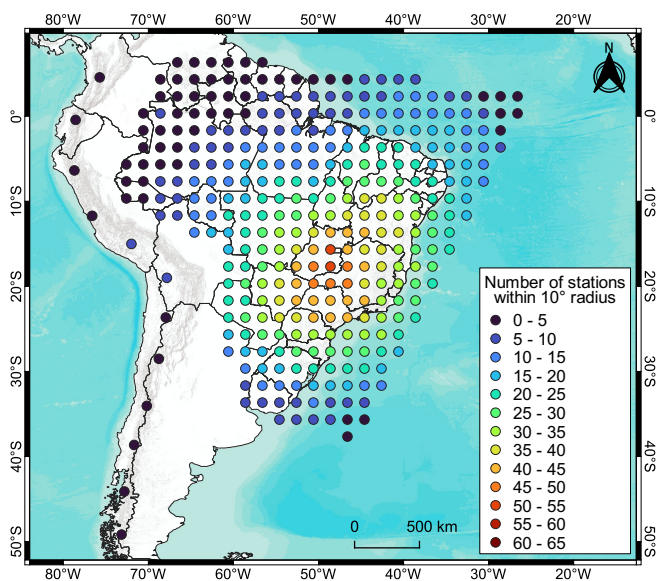 80°W 70°W 60°W 50°W 40°W 30°W 20°W
N
0° 0°
10°S 10°S
20°S 20°S
30°S 30°S
40°S 40°S
50°S 50°S
Number of stations
within 10° radius
0 - 5
5 - 10
10 - 15
15 - 20
20 - 25
25 - 30
30 - 35
35 - 40
40 - 45
45 - 50
50 - 55
55 - 60
60 - 65
0 500 km
80°W 70°W 60°W 50°W 40°W 30°W 20°W